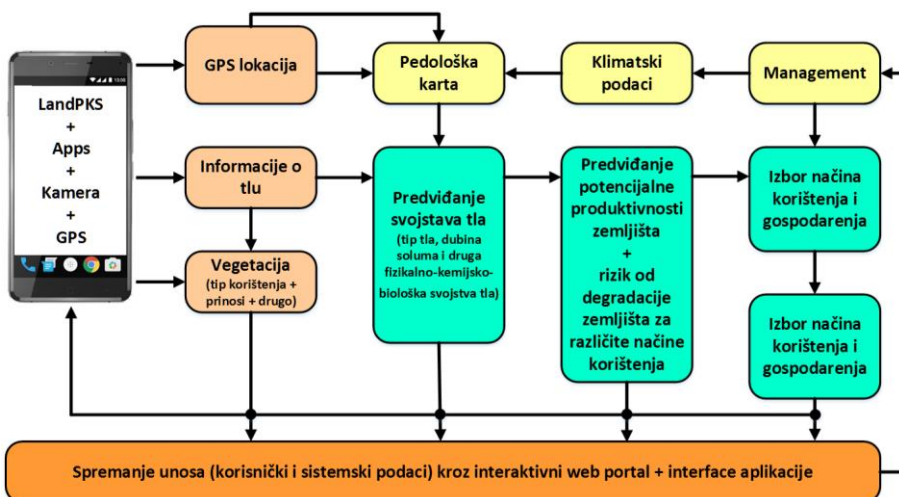 LandPKS
+
Apps
+
Kamera
+
GPS
GPS lokacija
Pedološka
karta
Klimatski
podaci
Management
Informacije o
tlu
Vegetacija
(tip korištenja +
prinosi + drugo)
Predviđanje
svojstava tla
(tip tla, dubina
soluma i druga
fizikalno-kemijsko-
biološka svojstva tla)
Predviđanje
potencijalne
produktivnosti
zemljišta
+
rizik od
degradacije
zemljišta za
različite načine
korištenja
Izbor načina
korištenja i
gospodarenja
Izbor načina
korištenja i
gospodarenja
Spremanje unosa (korisnički i sistemski podaci) kroz interaktivni web portal + interface aplikacije